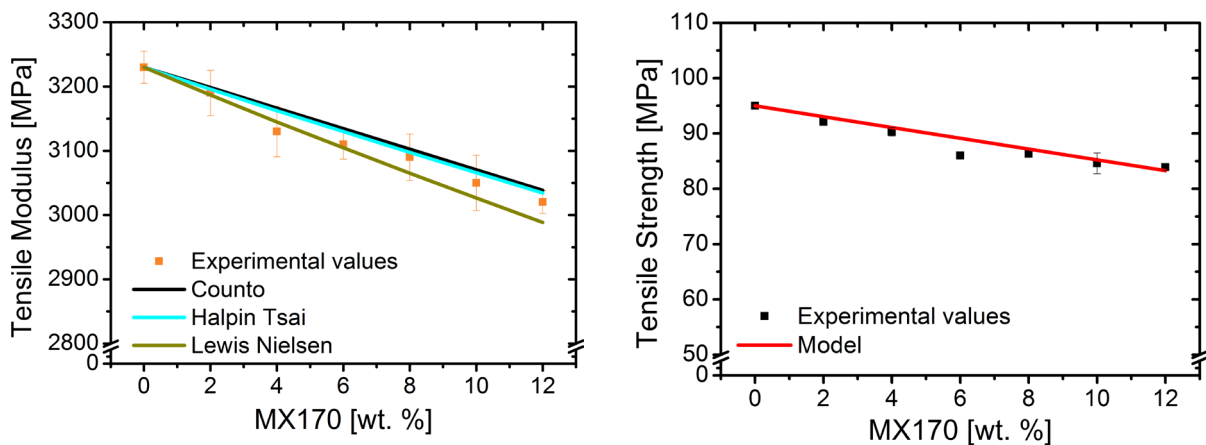 Tensile Modulus [MPa]
3300
3200
3100
3000
2900
2800
0
Experimental values
Counto
Halpin Tsai
Lewis Nielsen
0 2 4 6 8 10 12
MX170 [wt. %]
Tensile Strength [MPa]
110
100
90
80
70
60
50
0
Experimental values
Model
0 2 4 6 8 10 12
MX170 [wt. %]